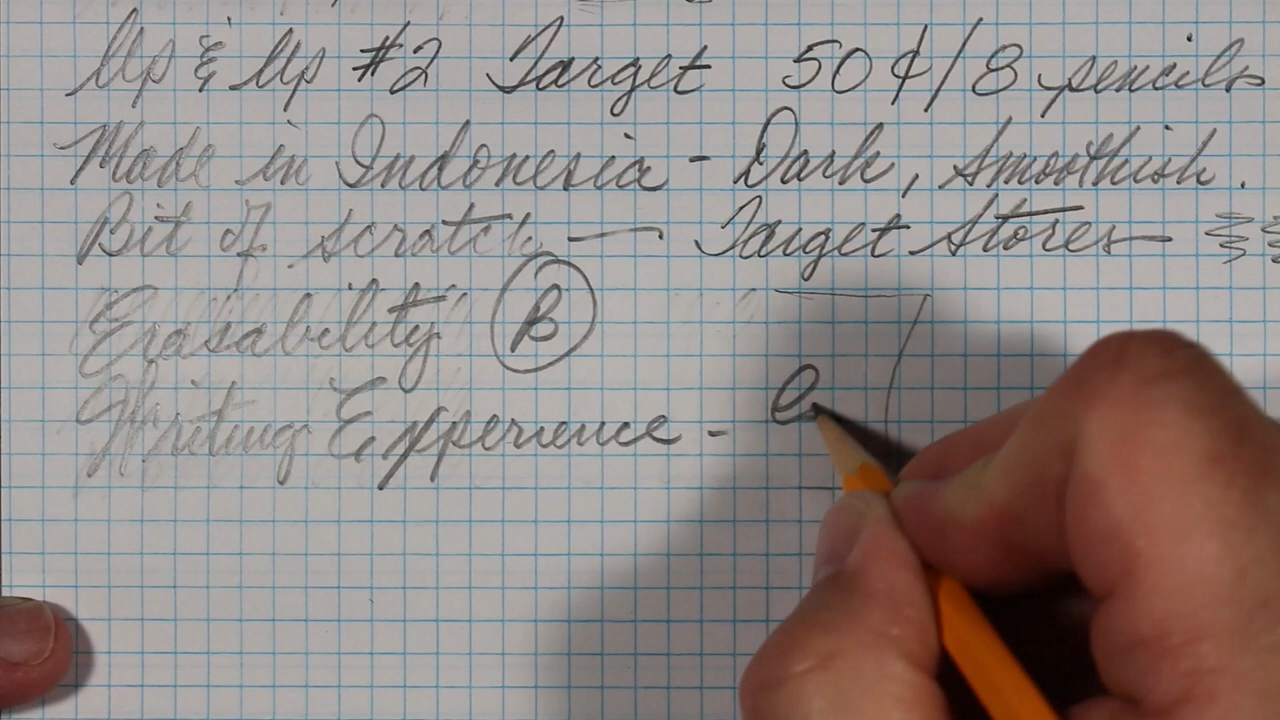 Up & Up #2 Target 50¢/8 pencils
Made in Indonesia - Dark, Smoothish.
Bit of scratch — Target Stores
Erasability B
Writing Experience - e